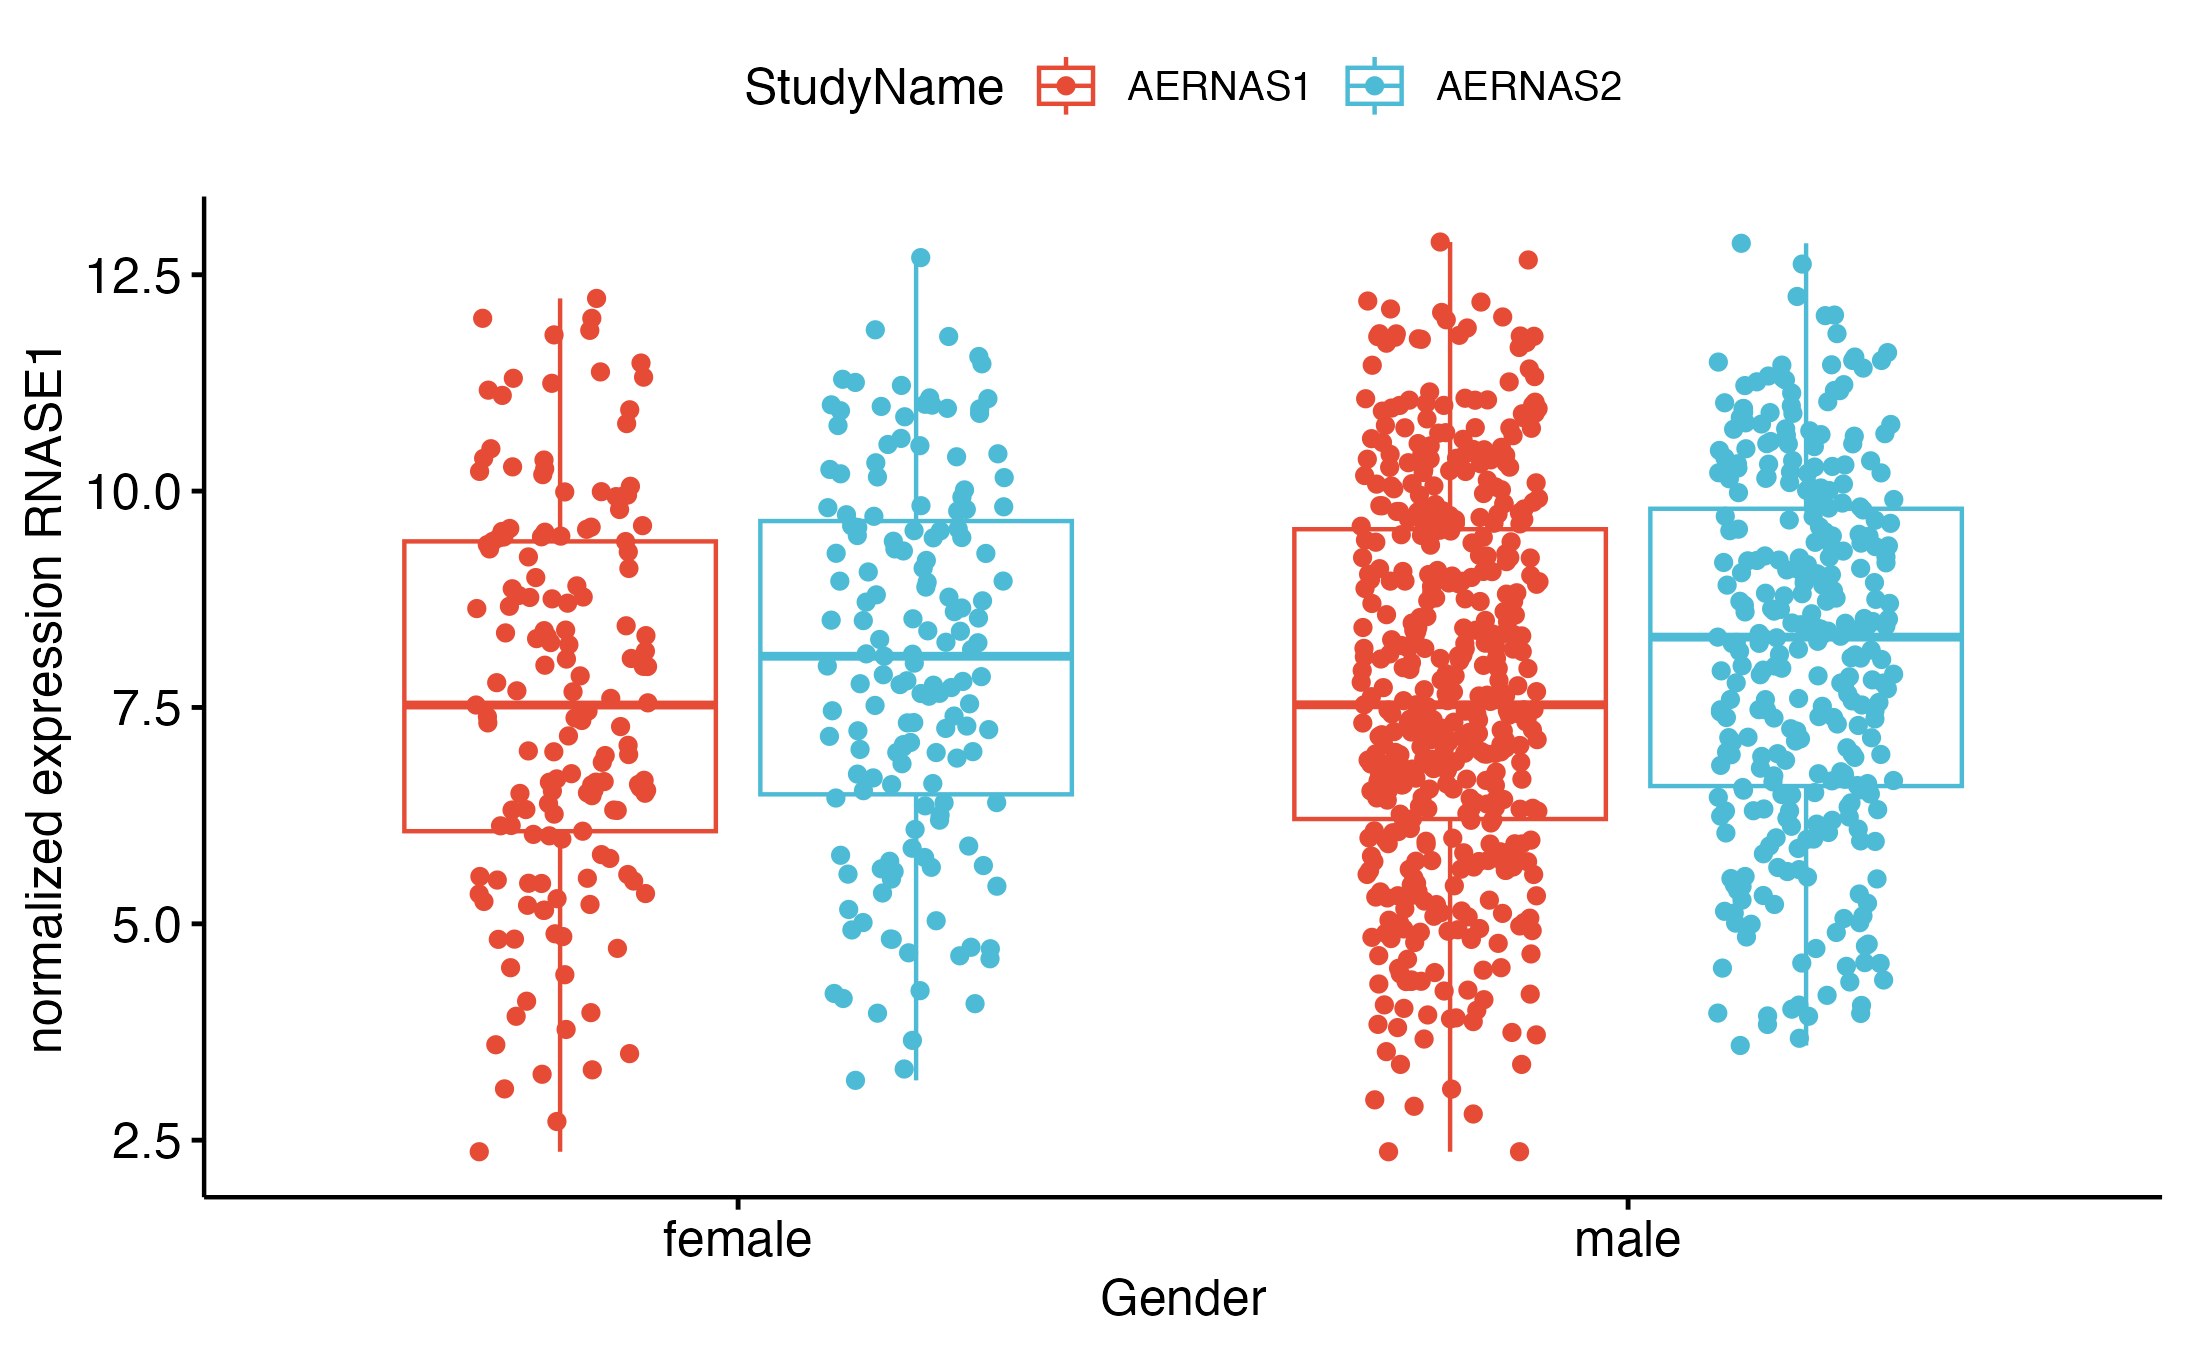 StudyName AERNAS1 AERNAS2
normalized expression RNASE1
12.5
10.0
7.5
5.0
2.5
female male
Gender